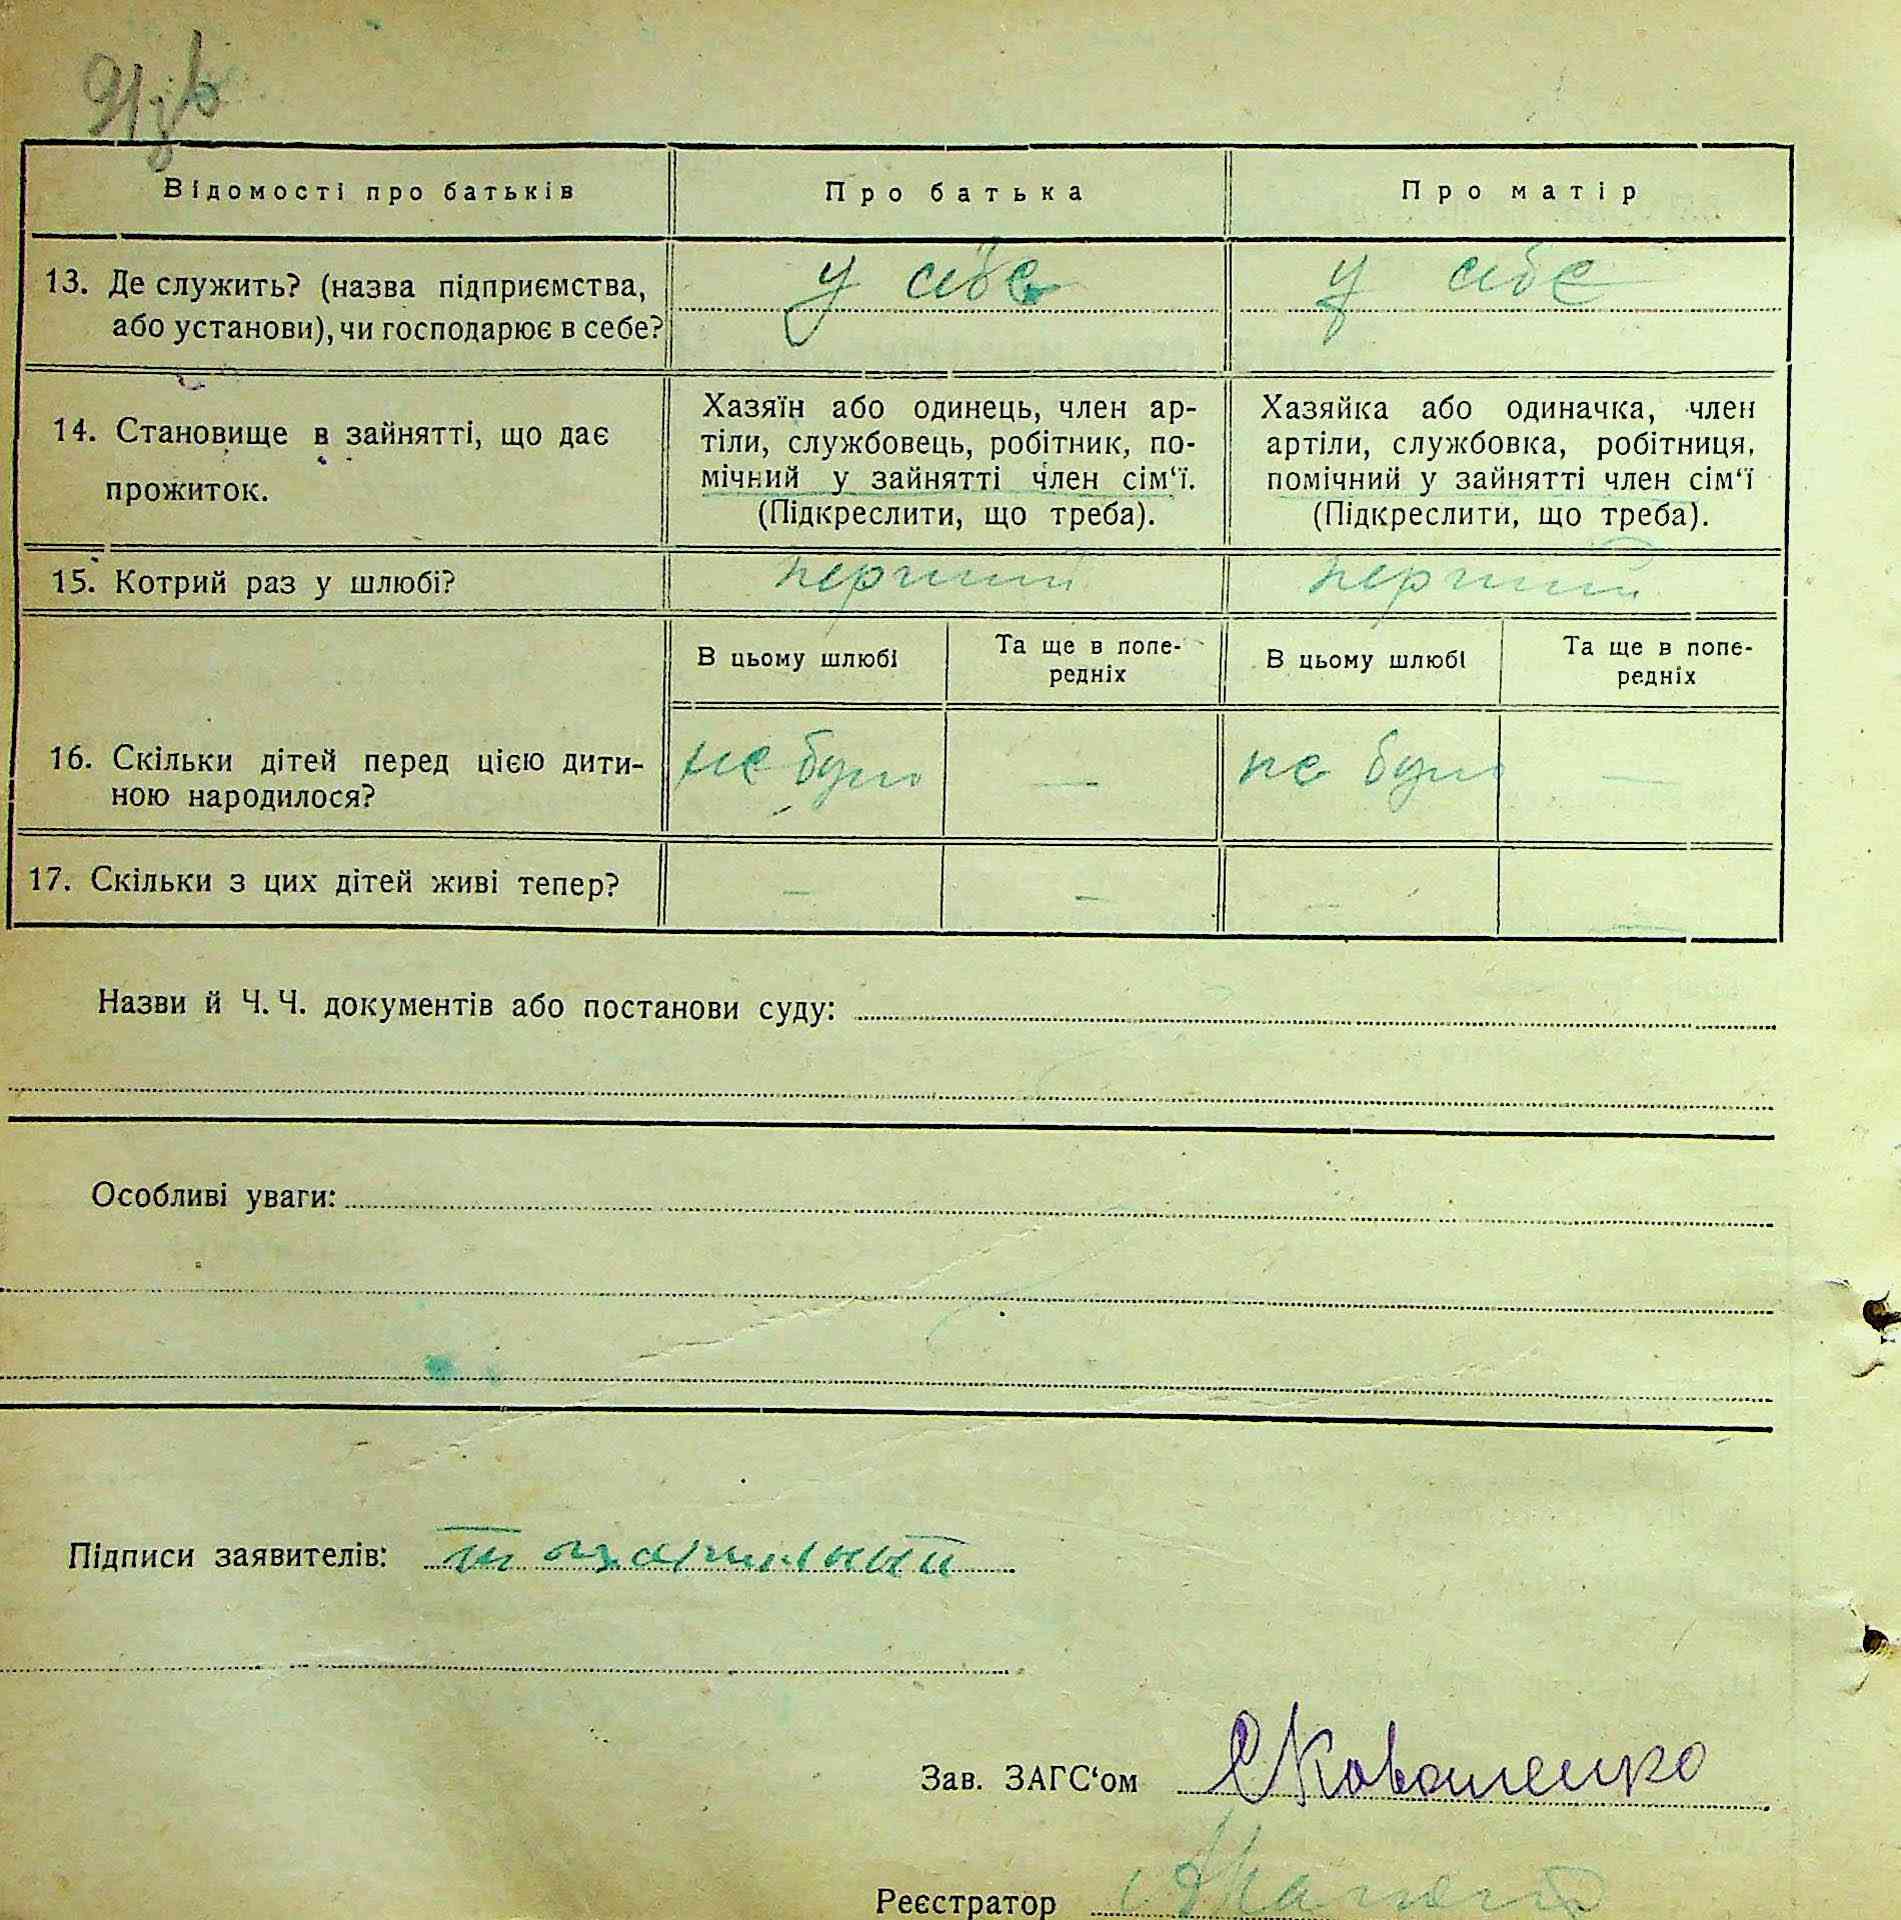 Відомості про батьків
Про батька
Про матір
13. Де служить? (назва підприємства,
або установи), чи господарює в себе?
у себе
у себе
14. Становище в зайнятті, що дає
прожиток.
Хазяїн або одинець, член ар-
тіли, службовець, робітник, по-
мічний у зайнятті член сім‘ї.
(Підкреслити, що треба).
Хазяйка або одиначка, член
артіли, службовка, робітниця,
помічний у зайнятті член сім‘ї
(Підкреслити, що треба).
15. Котрий раз у шлюбі?
перший
перший
В цьому шлюбі
Та ще в попе-
редніх
В цьому шлюбі
Та ще в попе-
редніх
16. Скільки дітей перед цією дити-
ною народилося?
не було
—
не було
—
17. Скільки з цих дітей живі тепер?
—
—
—
—
Назви й Ч. Ч. документів або постанови суду:
Особливі уваги:
Підписи заявителів:
Зав. ЗАГС‘ом
Реєстратор